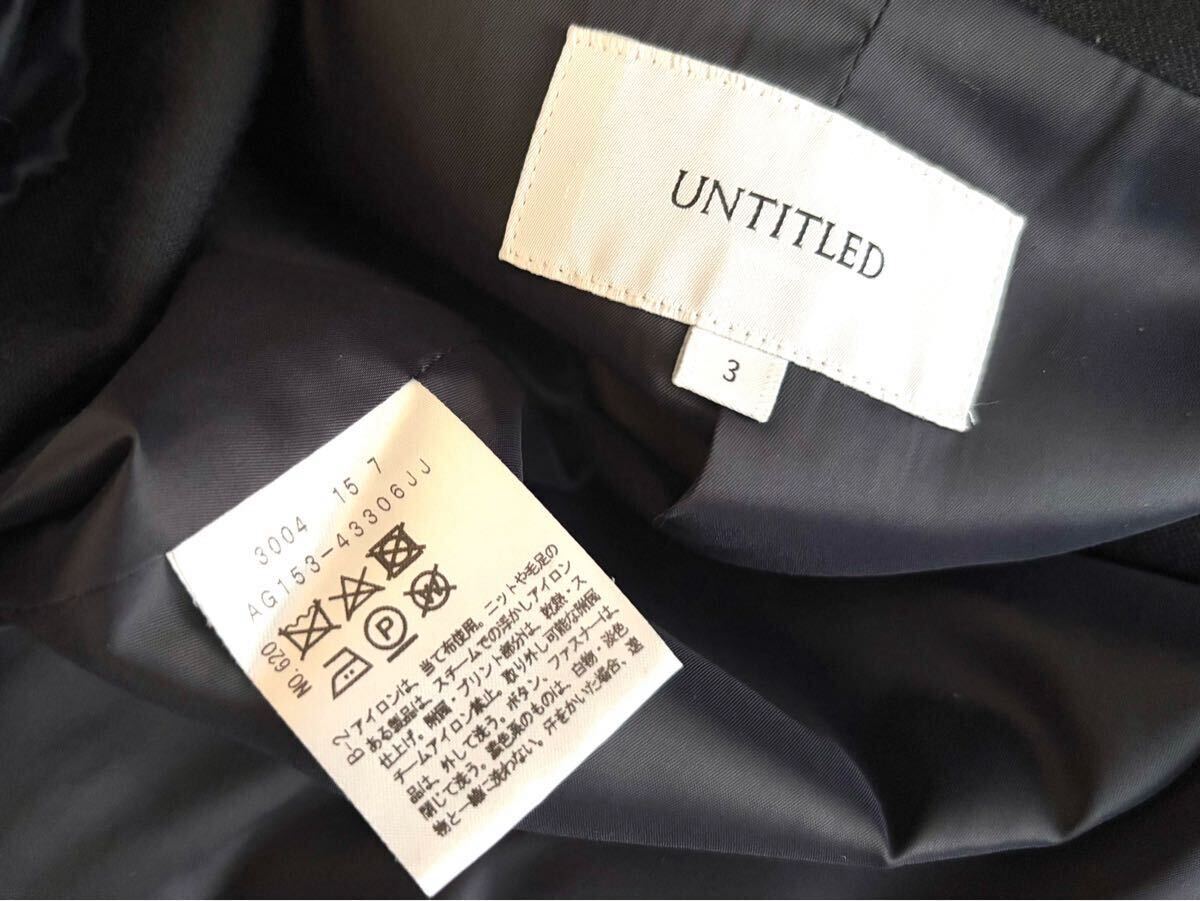 UNTITLED
3
3004 15 7
AG153-43306JJ
NO.620
P
W
B-2アイロンは、当て布使用。ニットや毛足の
ある製品は、スチームでの浮かしアイロン
仕上げ。附図・プリント部分は、乾熱・ス
チームアイロン禁止。取り外し可能な附図
品は、外して洗う。ボタン、ファスナーは、
閉じて洗う。濃色系のものは、白物・淡色
物と一緒に洗わない。汗をかいた場合、速